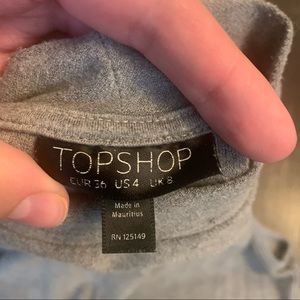 TOPSHOP
EUR 36 US 4 UK 8
Made in
Mauritius
RN 125149